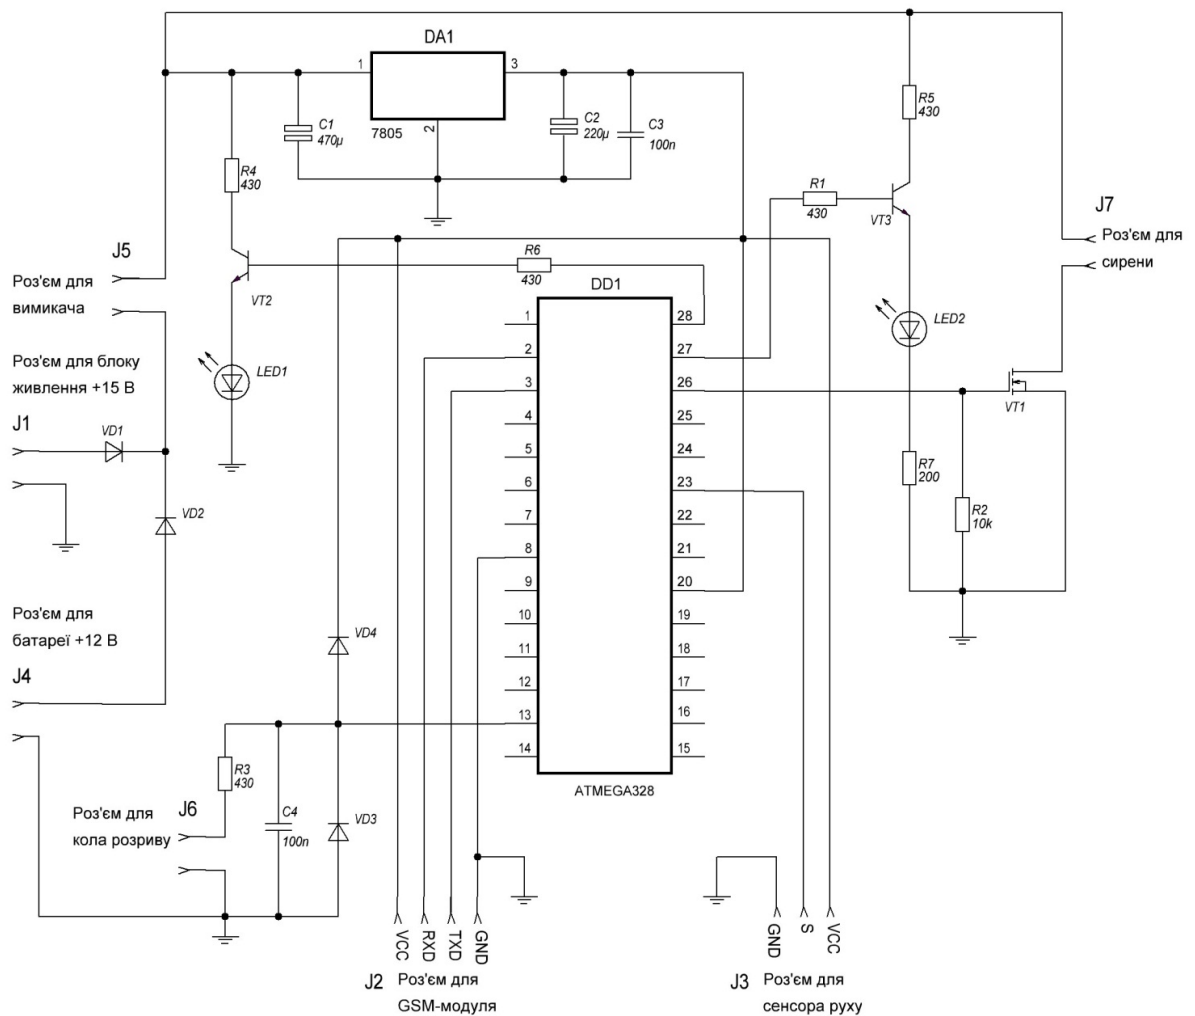 DA1
1
3
2
7805
C1
470µ
C2
220µ
C3
100n
R4
430
R5
430
R1
430
VT3
J7
Роз'єм для
сирени
J5
Роз'єм для
вимикача
VT2
R6
430
DD1
LED1
LED2
Роз'єм для блоку
живлення +15 В
J1
VD1
VD2
VT1
R7
200
R2
10k
1
2
3
4
5
6
7
8
9
10
11
12
13
14
28
27
26
25
24
23
22
21
20
19
18
17
16
15
ATMEGA328
Роз'єм для
батареї +12 В
J4
VD4
R3
430
J6
Роз'єм для
кола розриву
C4
100n
VD3
VCC
RXD
TXD
GND
J2
Роз'єм для
GSM-модуля
GND
S
VCC
J3
Роз'єм для
сенсора руху